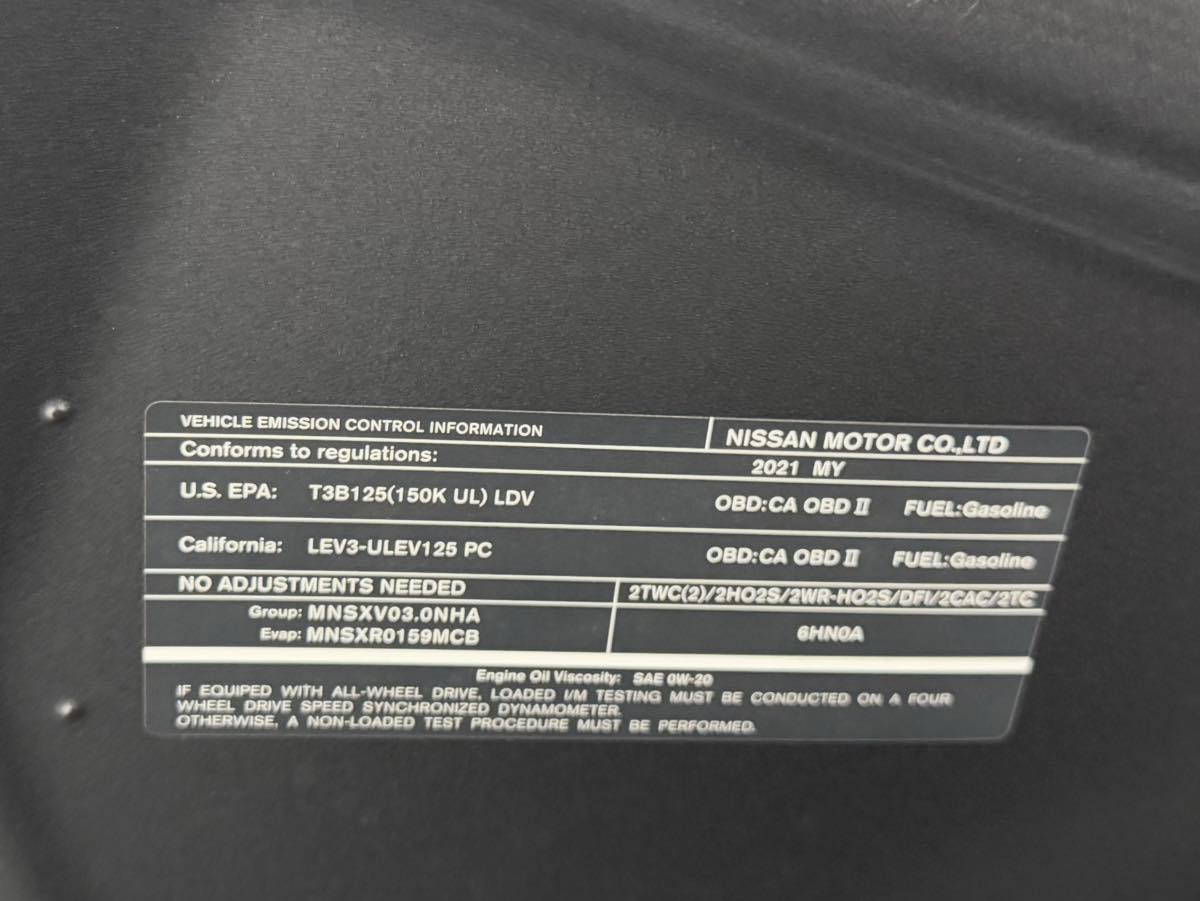 VEHICLE EMISSION CONTROL INFORMATION
NISSAN MOTOR CO.,LTD
Conforms to regulations:
2021 MY
U.S. EPA: T3B125(150K UL) LDV OBD:CA OBD II FUEL:Gasoline
California: LEV3-ULEV125 PC OBD:CA OBD II FUEL:Gasoline
NO ADJUSTMENTS NEEDED
2TWC(2)/2HO2S/2WR-HO2S/DFI/2CAC/2TC
Group: MNSXV03.0NHA
Evap: MNSXR0159MCB
6HN0A
Engine Oil Viscosity: SAE 0W-20
IF EQUIPED WITH ALL-WHEEL DRIVE, LOADED I/M TESTING MUST BE CONDUCTED ON A FOUR
WHEEL DRIVE SPEED SYNCHRONIZED DYNAMOMETER.
OTHERWISE, A NON-LOADED TEST PROCEDURE MUST BE PERFORMED.